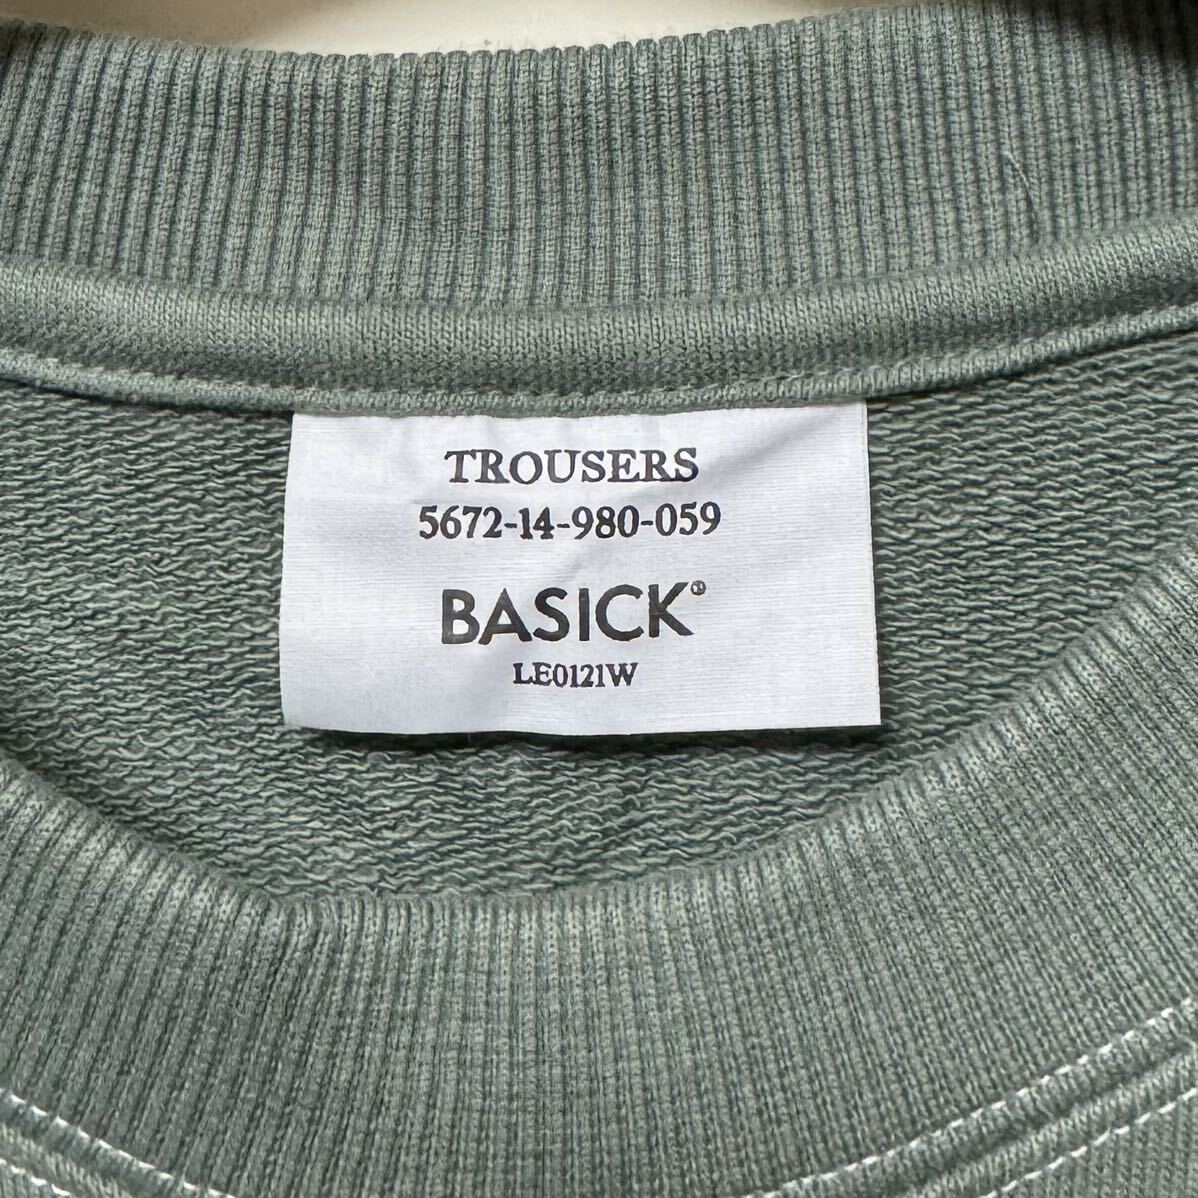 TROUSERS
5672-14-980-059
BASICK®
LE0121W